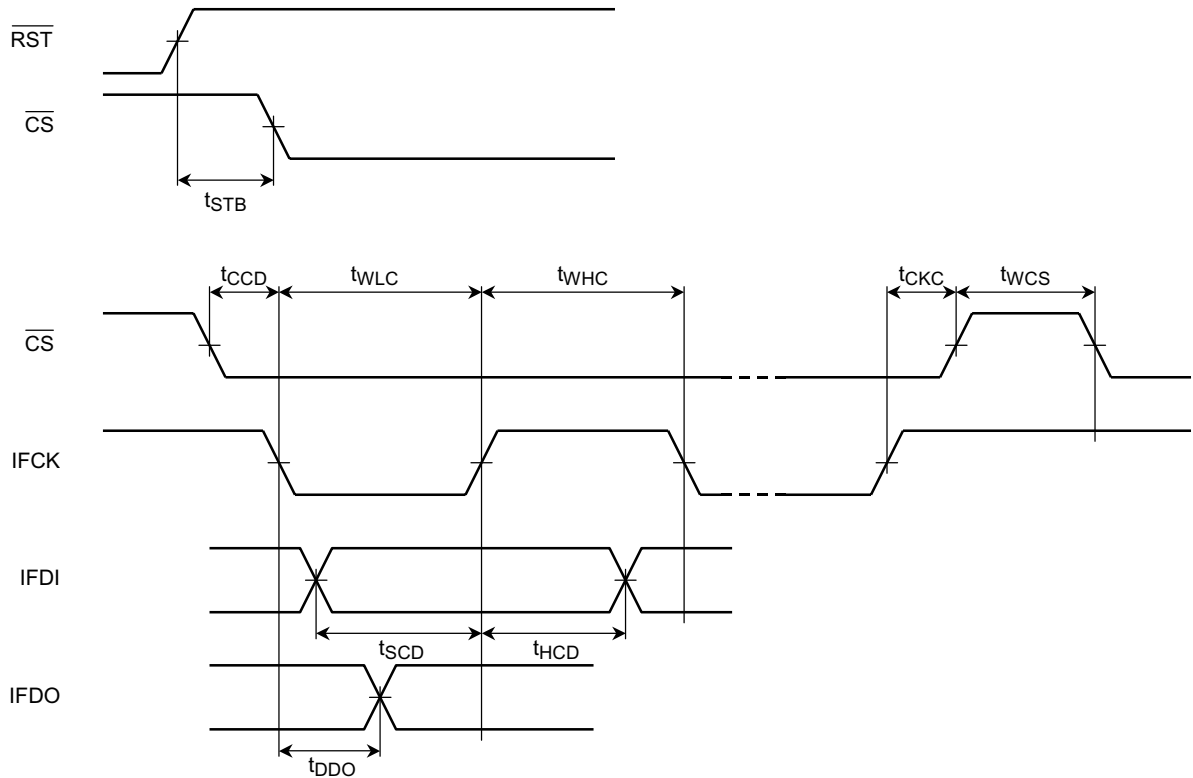 RST
CS
tSTB
tCCD tWLC tWHC tCKC tWCS
CS
IFCK
IFDI
tSCD tHCD
IFDO
tDDO